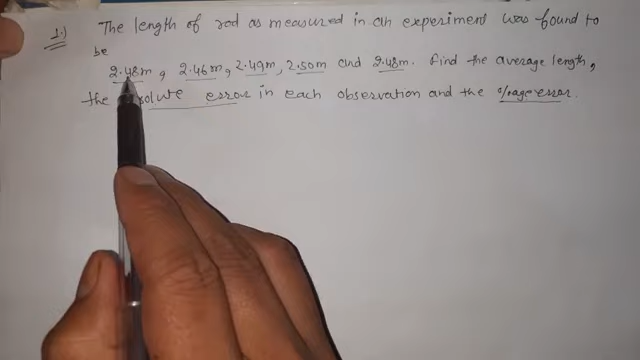 1.) The length of rod as measured in an experiment was found to
be
2.48m, 2.46m, 2.49m, 2.50m and 2.48m. Find the average length,
the error in each observation and the %age error.